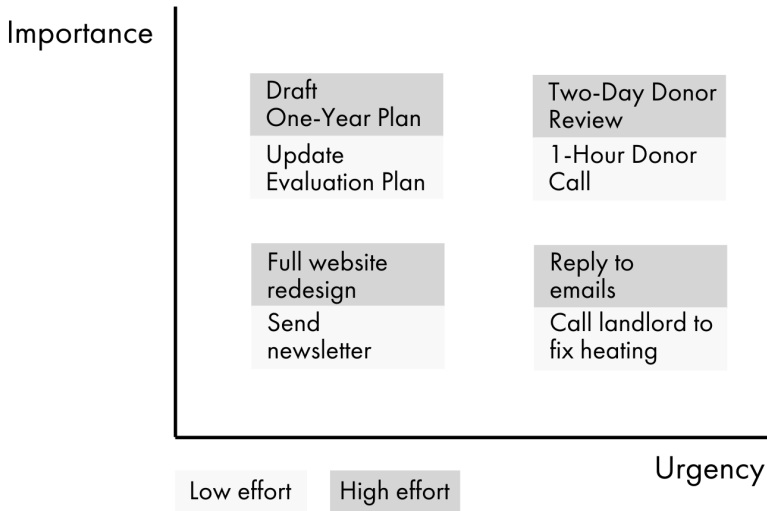 Importance
Draft
One-Year Plan
Update
Evaluation Plan
Two-Day Donor
Review
1-Hour Donor
Call
Full website
redesign
Send
newsletter
Reply to
emails
Call landlord to
fix heating
Urgency
Low effort
High effort